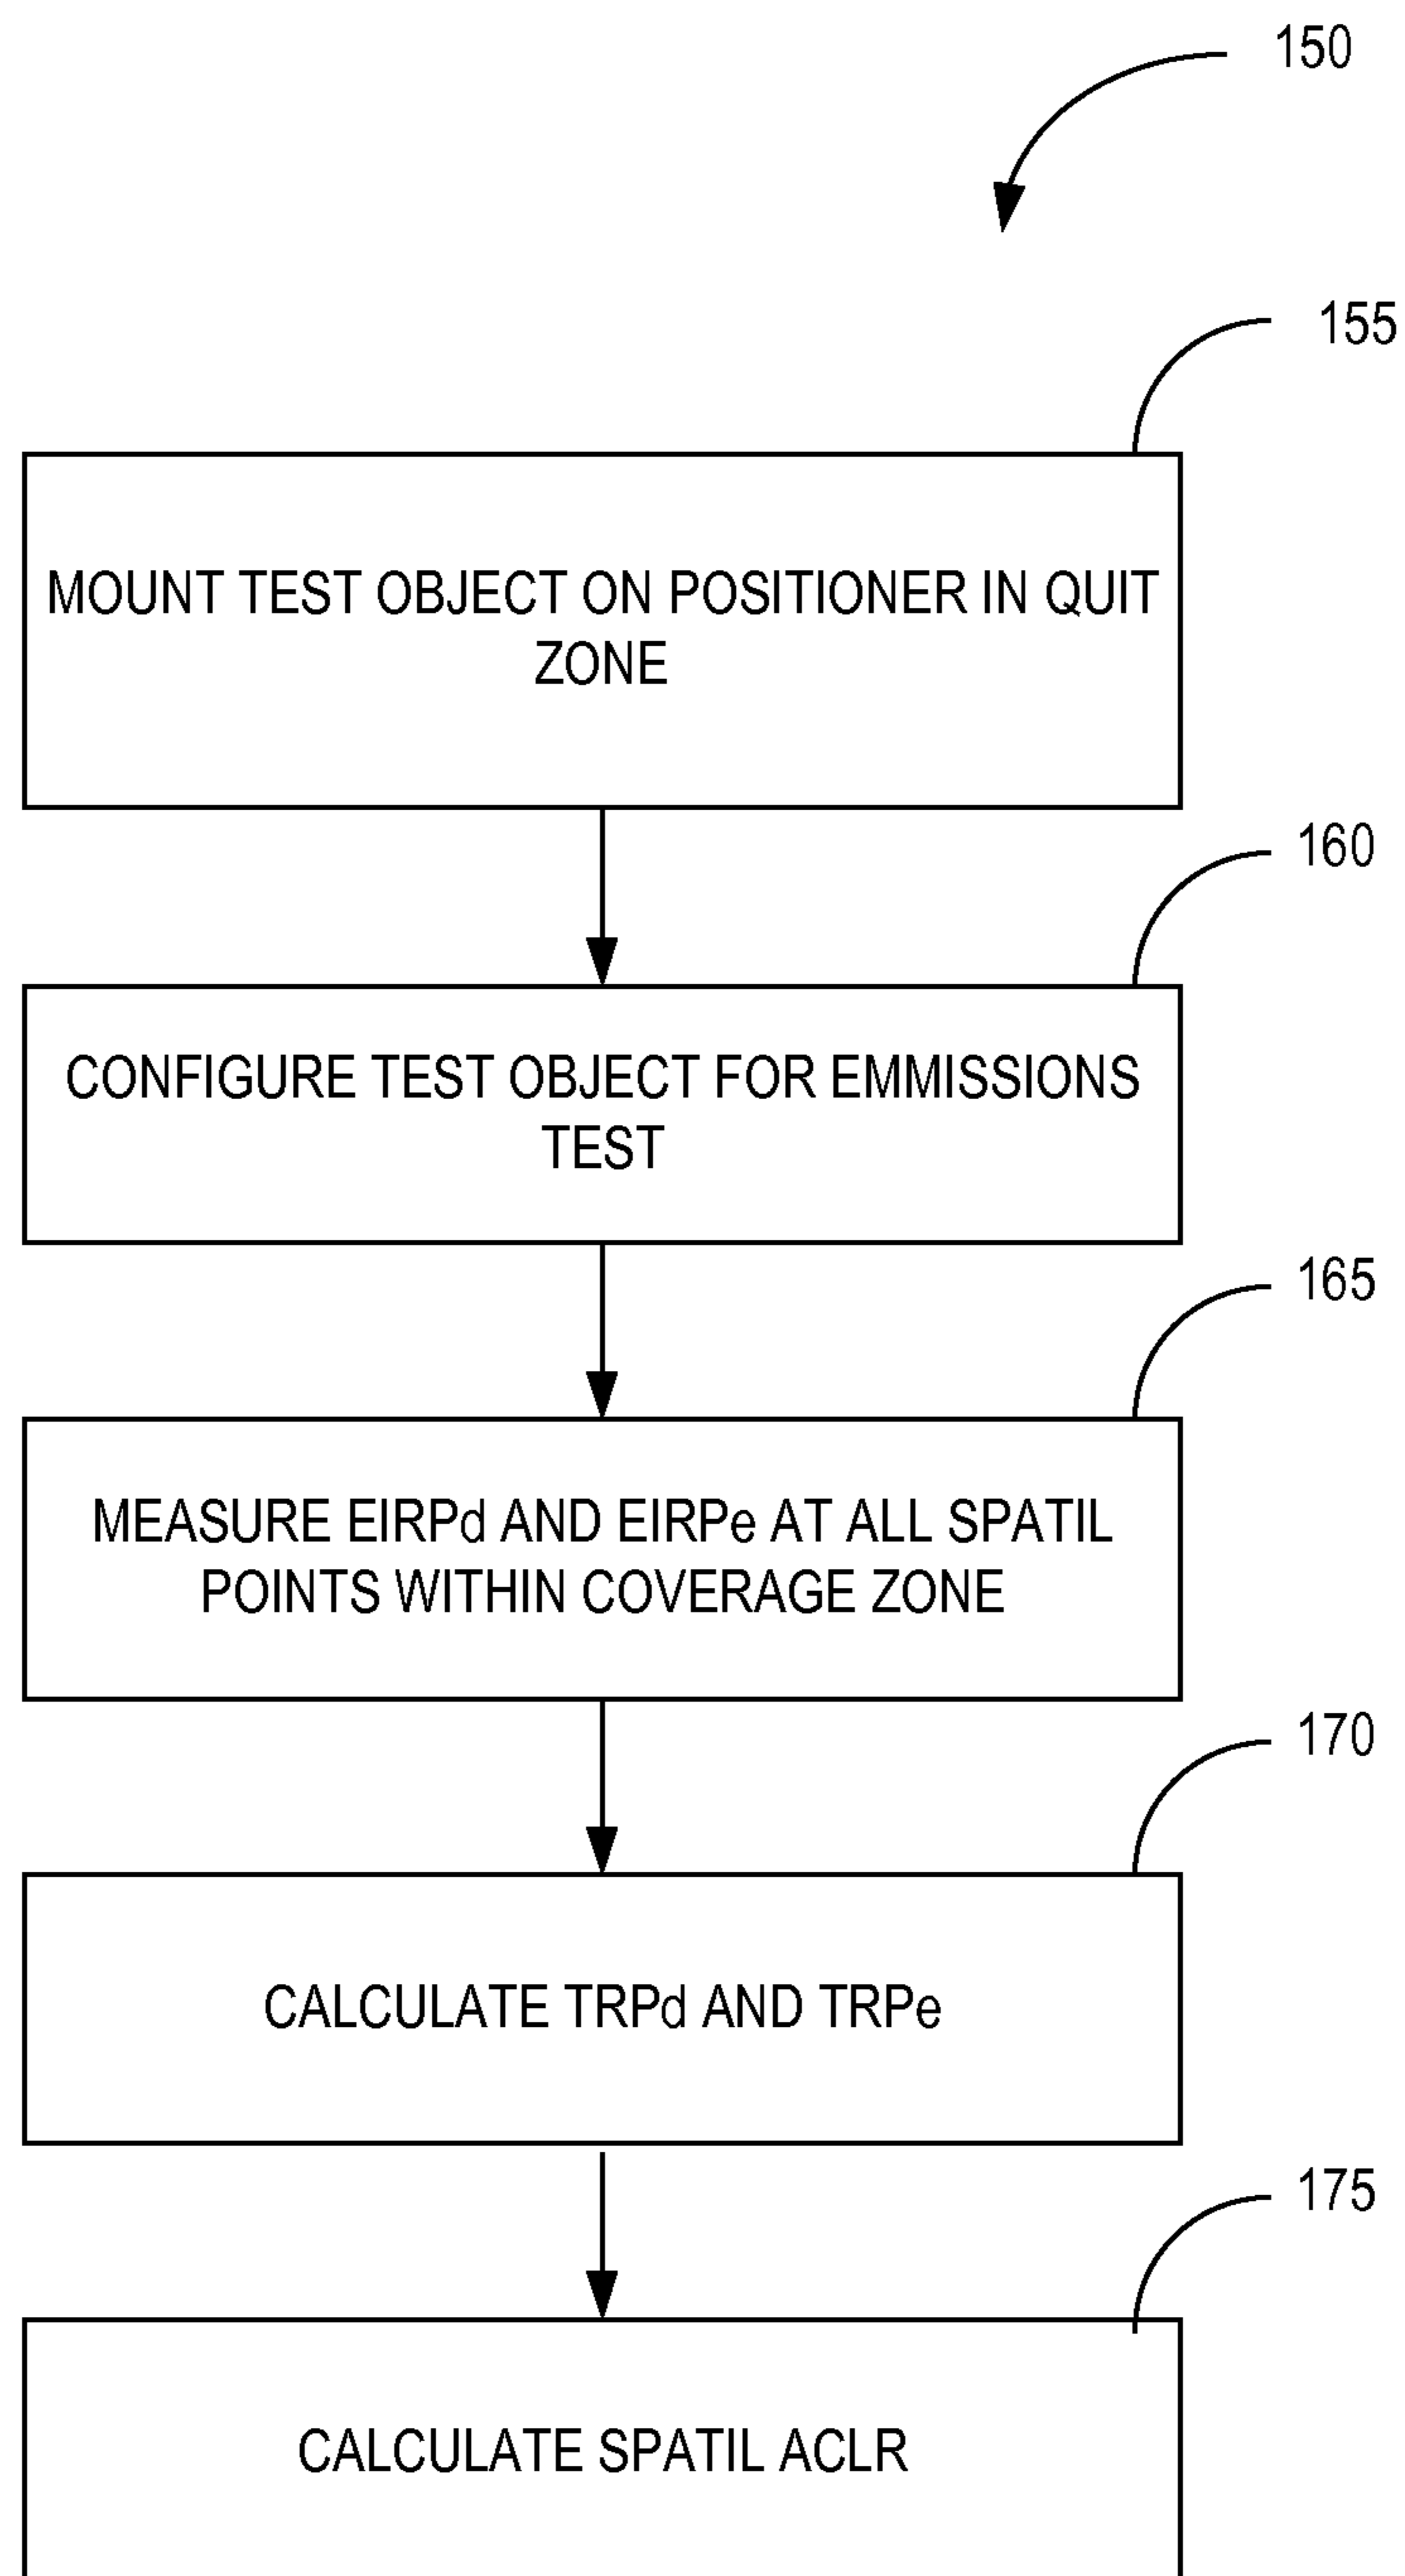 150
155
MOUNT TEST OBJECT ON POSITIONER IN QUIT
ZONE
160
CONFIGURE TEST OBJECT FOR EMMISSIONS
TEST
165
MEASURE EIRPd AND EIRPe AT ALL SPATIL
POINTS WITHIN COVERAGE ZONE
170
CALCULATE TRPd AND TRPe
175
CALCULATE SPATIL ACLR